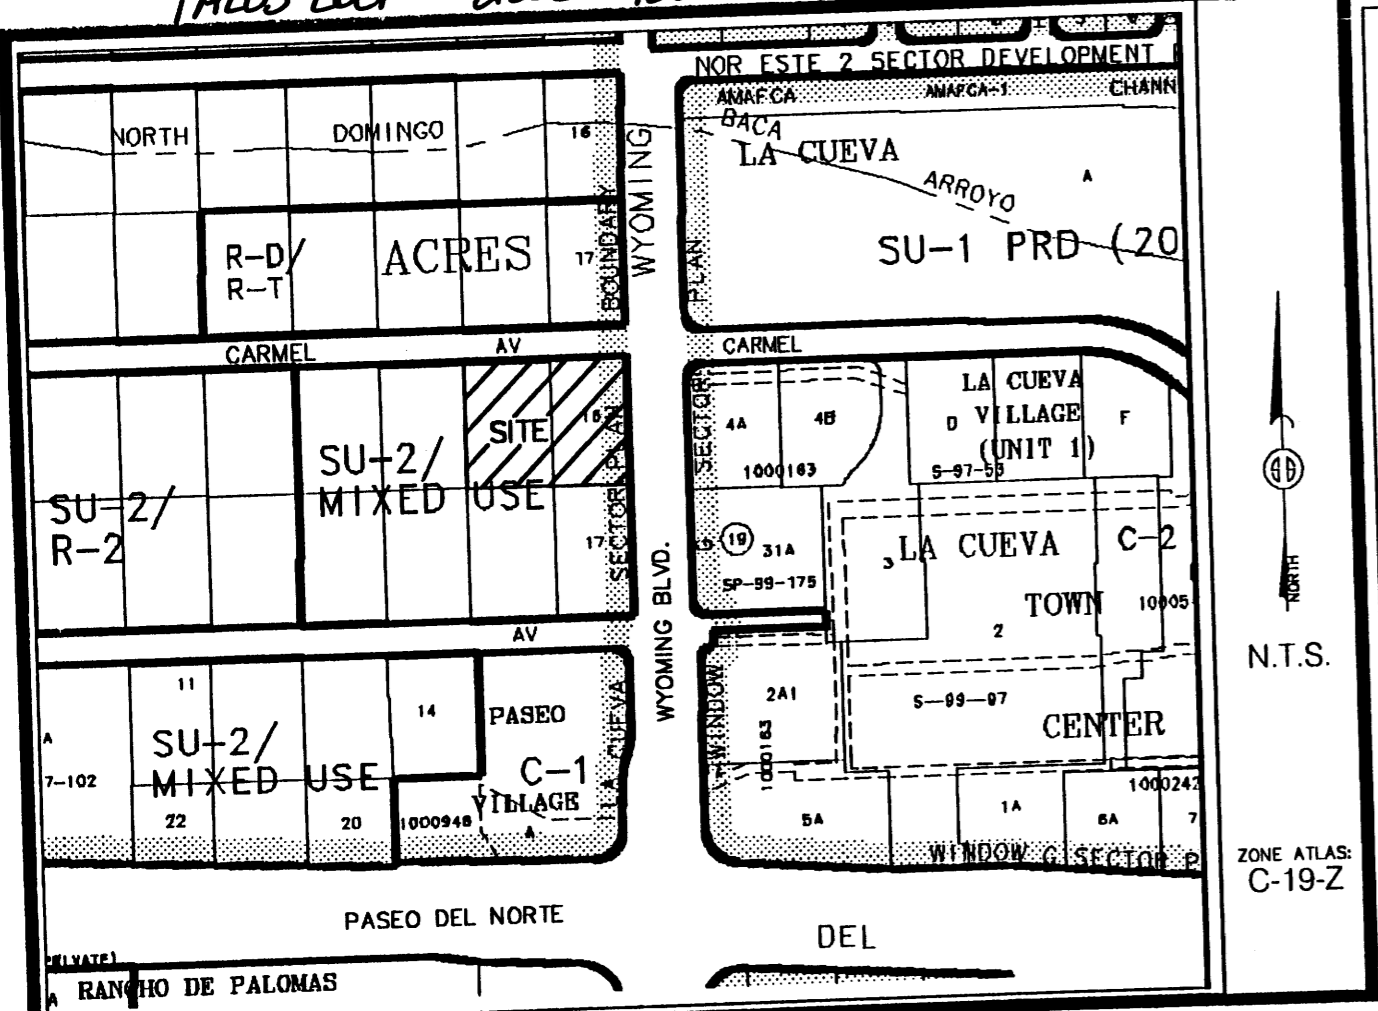 NOR ESTE 2 SECTOR DEVELOPMENT
AMAFCA
AMAFCA-1
CHANN
NORTH
DOMINGO
16
WYOMING
BACA
LA CUEVA
ARROYO
A
R-D/
R-T
ACRES
17
BOUNDARY
PLAN
SU-1 PRD (20
CARMEL
AV
CARMEL
SITE
SU-2/
MIXED USE
SU-2/
R-2
17
SECTOR PLAN
WYOMING BLVD.
SECTOR
4A
4B
1000163
LA CUEVA
VILLAGE
(UNIT 1)
D
F
S-97-53
19
31A
SP-99-175
3
LA CUEVA
C-2
TOWN
10005
2
NORTH
N.T.S.
AV
11
14
PASEO
A
7-102
SU-2/
MIXED USE
C-1
VILLAGE
22
20
1000946
A
LA CUEVA
WINDOW
2A1
1000163
S-99-97
CENTER
1000242
5A
1A
6A
7
WINDOW G SECTOR P
ZONE ATLAS:
C-19-Z
PASEO DEL NORTE
DEL
RANCHO DE PALOMAS
A